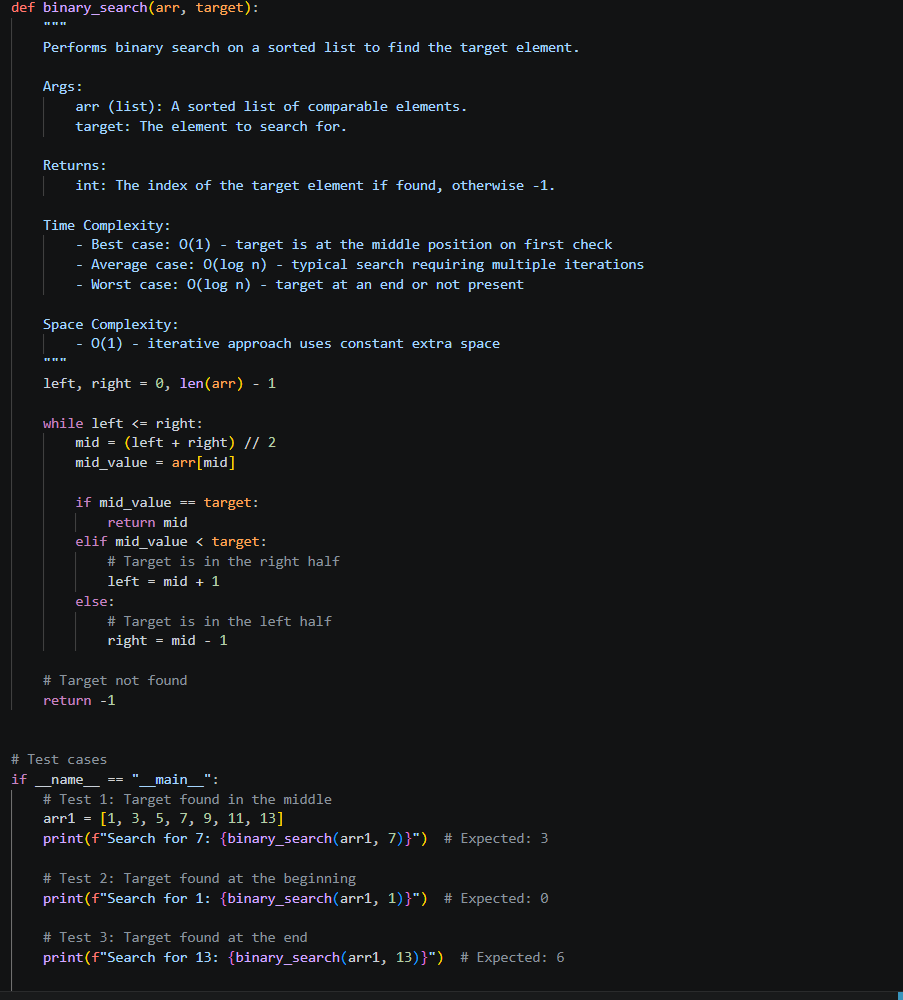 def binary_search(arr, target):
    """
    Performs binary search on a sorted list to find the target element.

    Args:
        arr (list): A sorted list of comparable elements.
        target: The element to search for.

    Returns:
        int: The index of the target element if found, otherwise -1.

    Time Complexity:
        - Best case: O(1) - target is at the middle position on first check
        - Average case: O(log n) - typical search requiring multiple iterations
        - Worst case: O(log n) - target at an end or not present

    Space Complexity:
        - O(1) - iterative approach uses constant extra space
    """
    left, right = 0, len(arr) - 1

    while left <= right:
        mid = (left + right) // 2
        mid_value = arr[mid]

        if mid_value == target:
            return mid
        elif mid_value < target:
            # Target is in the right half
            left = mid + 1
        else:
            # Target is in the left half
            right = mid - 1

    # Target not found
    return -1


# Test cases
if __name__ == "__main__":
    # Test 1: Target found in the middle
    arr1 = [1, 3, 5, 7, 9, 11, 13]
    print(f"Search for 7: {binary_search(arr1, 7)}")  # Expected: 3

    # Test 2: Target found at the beginning
    print(f"Search for 1: {binary_search(arr1, 1)}")  # Expected: 0

    # Test 3: Target found at the end
    print(f"Search for 13: {binary_search(arr1, 13)}")  # Expected: 6